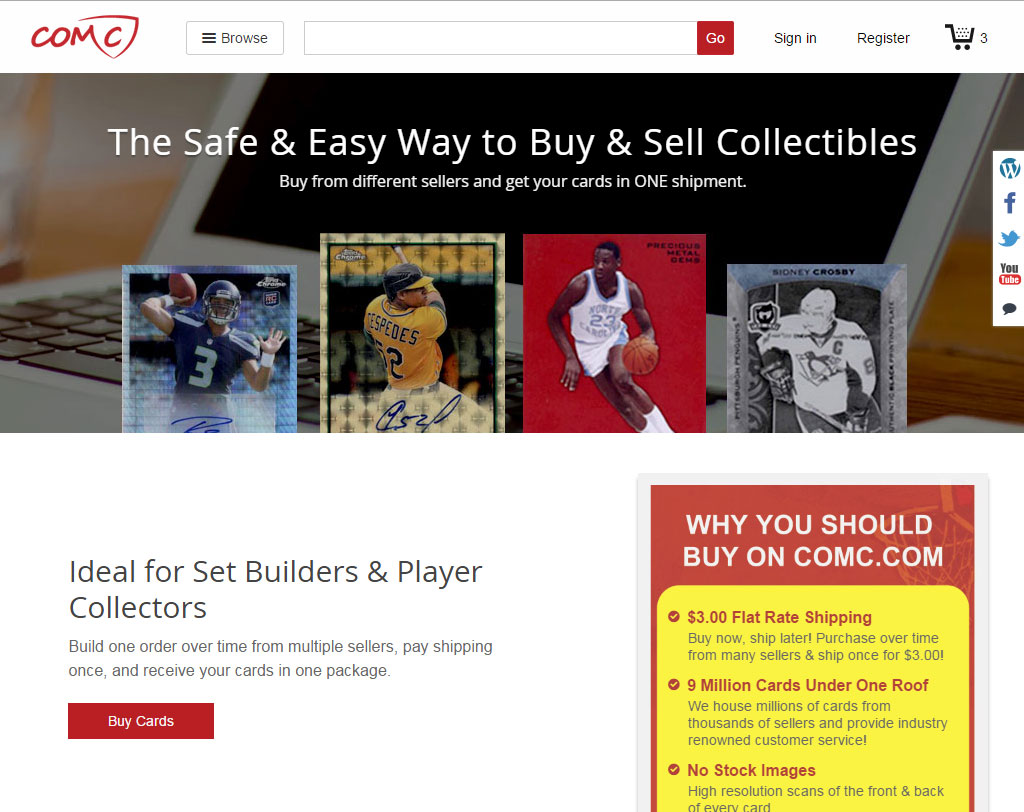 COMC
Browse
Go
Sign in
Register
3
The Safe & Easy Way to Buy & Sell Collectibles
Buy from different sellers and get your cards in ONE shipment.
Topps
Chrome
RC
3
Topps
Chrome
CESPEDES
52
PRECIOUS
METAL
GEMS
NORTH
23
CAROLINA
SIDNEY CROSBY
PITTSBURGH PENGUINS
C
AUTHENTIC BLACK PRINTING PLATE
You
Tube
Ideal for Set Builders & Player
Collectors
Build one order over time from multiple sellers, pay shipping
once, and receive your cards in one package.
Buy Cards
WHY YOU SHOULD
BUY ON COMC.COM
$3.00 Flat Rate Shipping
Buy now, ship later! Purchase over time
from many sellers & ship once for $3.00!
9 Million Cards Under One Roof
We house millions of cards from
thousands of sellers and provide industry
renowned customer service!
No Stock Images
High resolution scans of the front & back
of every card